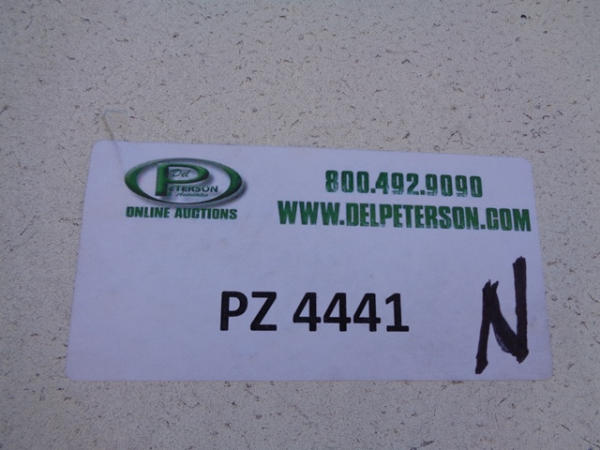 Del
PETERSON
ONLINE AUCTIONS
800.492.9090
WWW.DELPETERSON.COM
PZ 4441
N